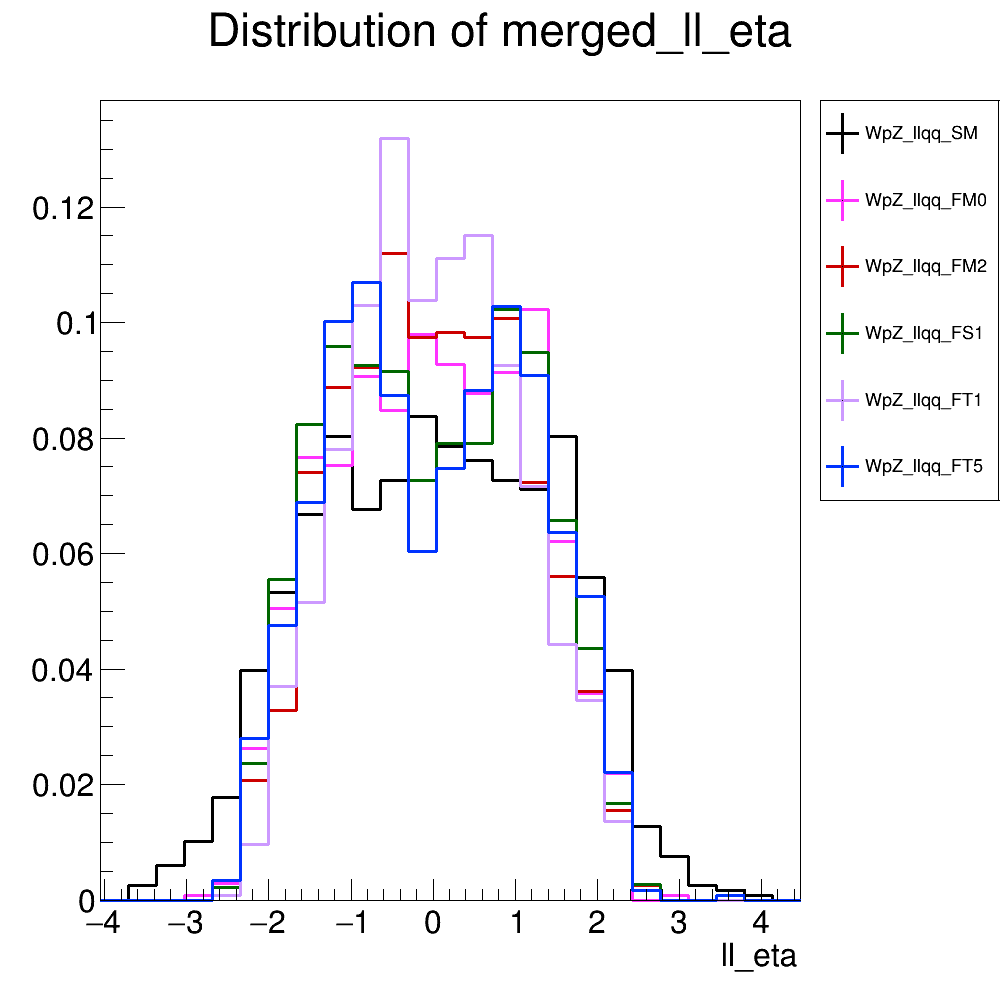 Distribution of merged_ll_eta
0.12
0.1
0.08
0.06
0.04
0.02
0
−4 −3 −2 −1 0 1 2 3 4
ll_eta
WpZ_llqq_SM
WpZ_llqq_FM0
WpZ_llqq_FM2
WpZ_llqq_FS1
WpZ_llqq_FT1
WpZ_llqq_FT5